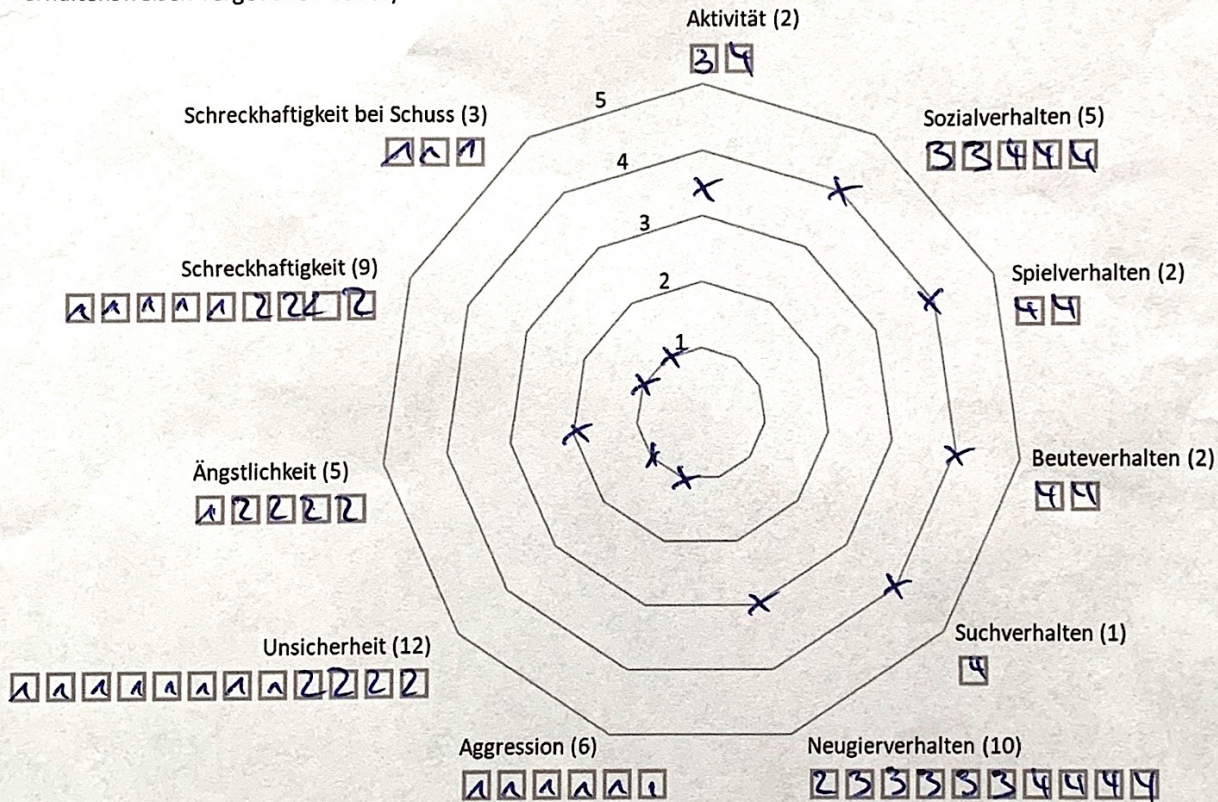 Aktivität (2)
3 4
5
Schreckhaftigkeit bei Schuss (3)
1 1 1
Sozialverhalten (5)
3 3 4 4 4
4
3
Schreckhaftigkeit (9)
1 1 1 1 1 2 2 2
Spielverhalten (2)
4 4
2
1
Ängstlichkeit (5)
1 2 2 2 2
Beuteverhalten (2)
4 4
Unsicherheit (12)
1 1 1 1 1 1 1 1 2 2 2 2
Suchverhalten (1)
4
Aggression (6)
1 1 1 1 1 1
Neugierverhalten (10)
2 3 3 3 3 3 4 4 4 4